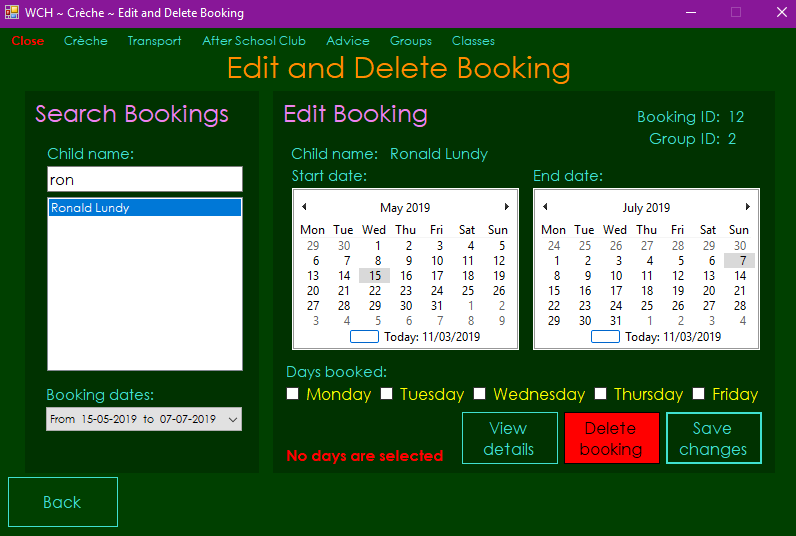 WCH ~ Crèche ~ Edit and Delete Booking
Close Crèche Transport After School Club Advice Groups Classes
Edit and Delete Booking
Search Bookings
Child name:
ron
Ronald Lundy
Booking dates:
From 15-05-2019 to 07-07-2019
Edit Booking
Booking ID: 12
Group ID: 2
Child name: Ronald Lundy
Start date:
May 2019
Mon Tue Wed Thu Fri Sat Sun
29 30 1 2 3 4 5
6 7 8 9 10 11 12
13 14 15 16 17 18 19
20 21 22 23 24 25 26
27 28 29 30 31 1 2
3 4 5 6 7 8 9
Today: 11/03/2019
End date:
July 2019
Mon Tue Wed Thu Fri Sat Sun
24 25 26 27 28 29 30
1 2 3 4 5 6 7
8 9 10 11 12 13 14
15 16 17 18 19 20 21
22 23 24 25 26 27 28
29 30 31 1 2 3 4
Today: 11/03/2019
Days booked:
Monday Tuesday Wednesday Thursday Friday
No days are selected
View
details
Delete
booking
Save
changes
Back